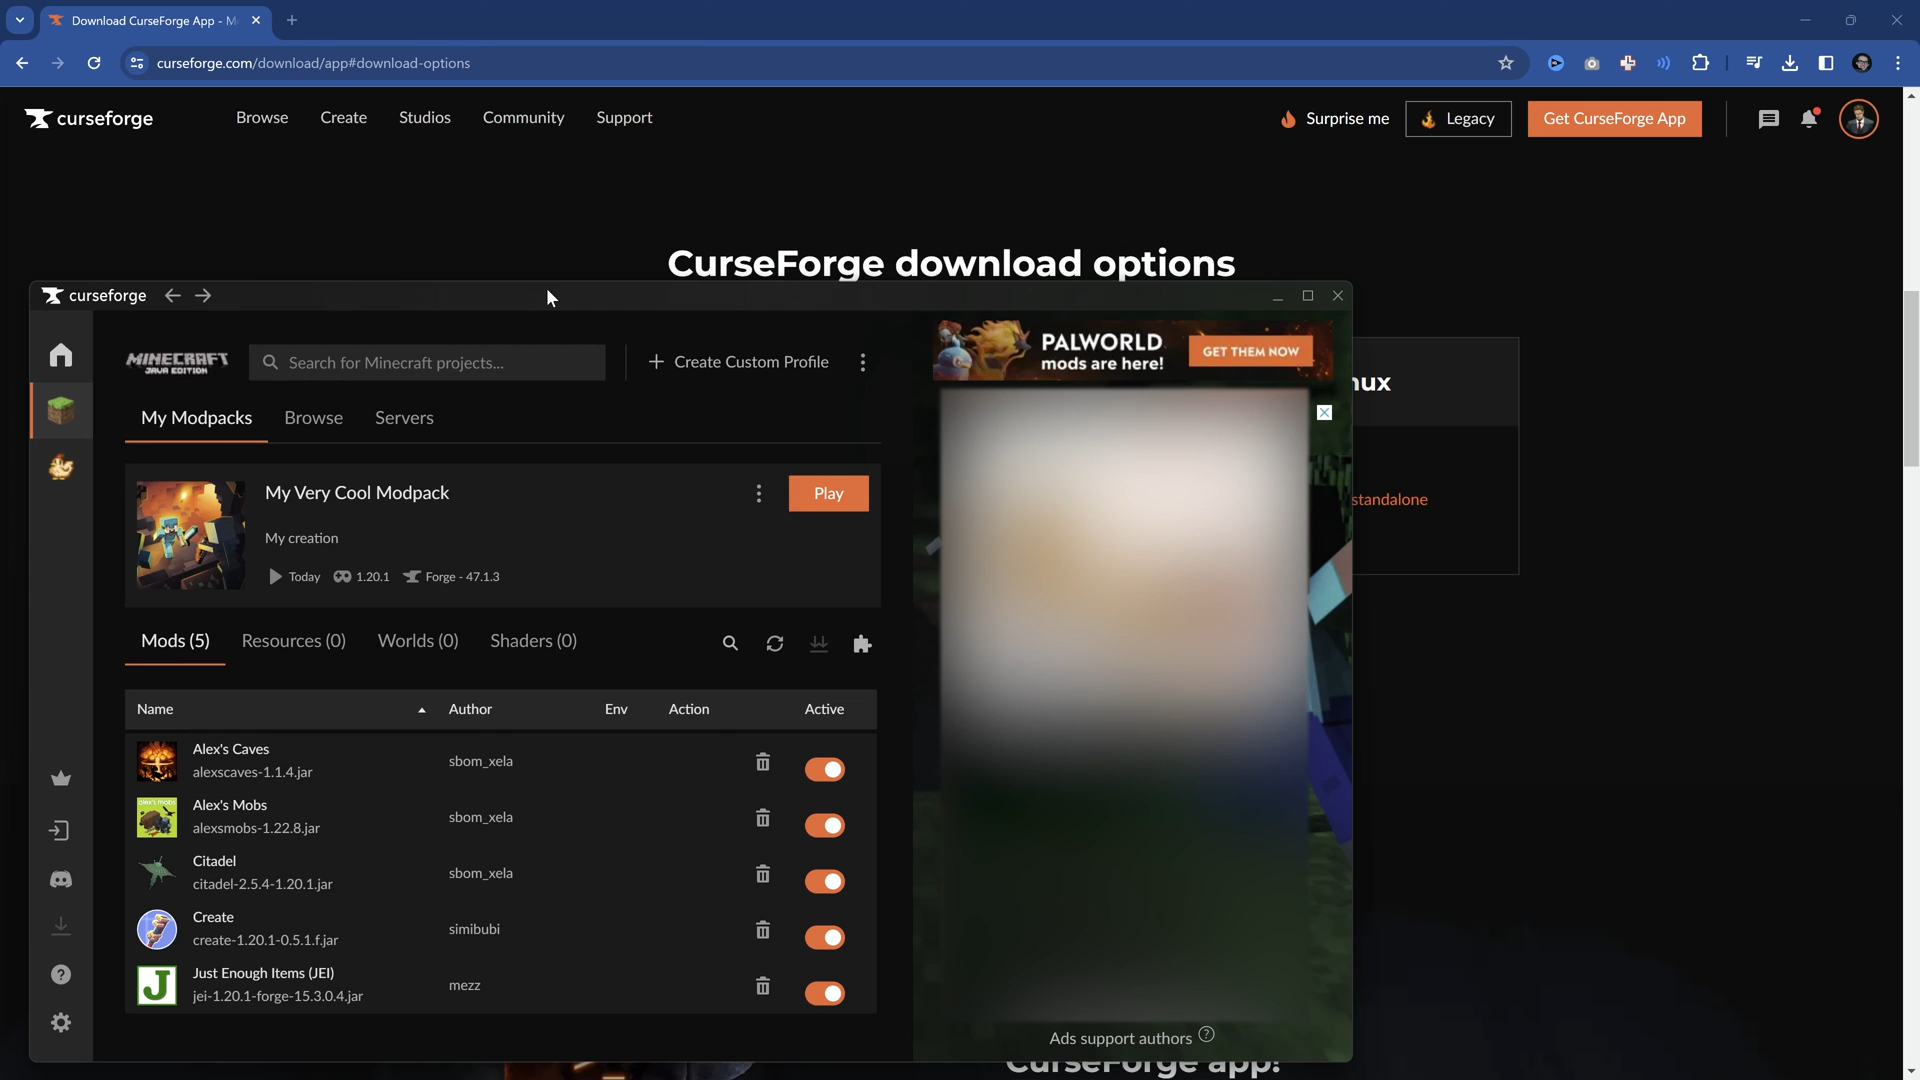 Download CurseForge App - M
curseforge.com/download/app#download-options
curseforge
Browse
Create
Studios
Community
Support
Surprise me
Legacy
Get CurseForge App
CurseForge download options
curseforge
MINECRAFT
JAVA EDITION
Search for Minecraft projects...
Create Custom Profile
PALWORLD
mods are here!
GET THEM NOW
nux
My Modpacks
Browse
Servers
My Very Cool Modpack
Play
standalone
My creation
Today
1.20.1
Forge - 47.1.3
Mods (5)
Resources (0)
Worlds (0)
Shaders (0)
Name
Author
Env
Action
Active
Alex's Caves
alexscaves-1.1.4.jar
sbom_xela
Alex's Mobs
alexsmobs-1.22.8.jar
sbom_xela
Citadel
citadel-2.5.4-1.20.1.jar
sbom_xela
Create
create-1.20.1-0.5.1.f.jar
simibubi
Just Enough Items (JEI)
jei-1.20.1-forge-15.3.0.4.jar
mezz
Ads support authors
CurseForge app!